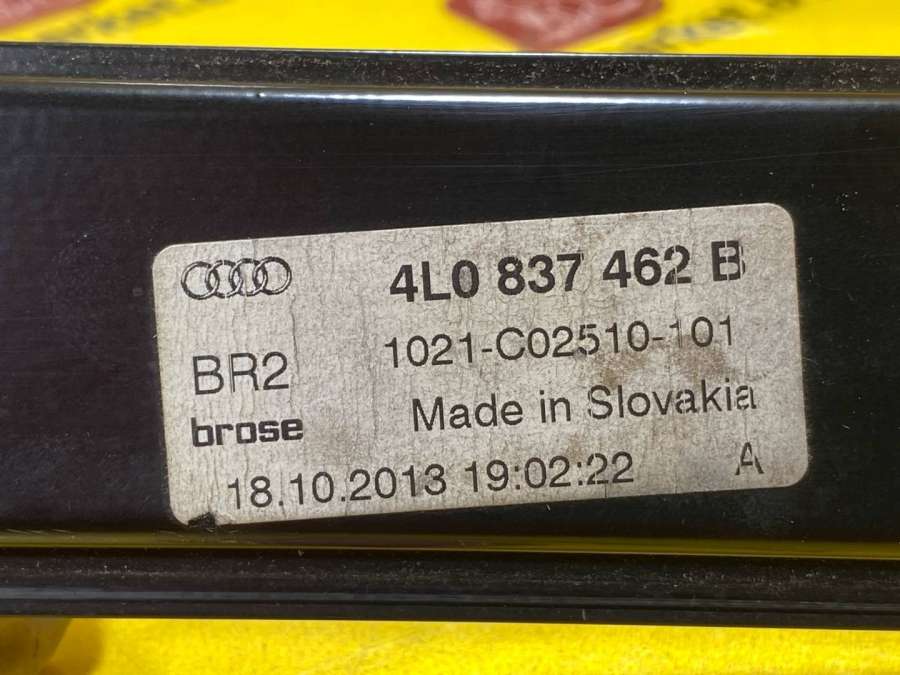 4L0 837 462 B
1021-C02510-101
BR2
brose
Made in Slovakia
18.10.2013 19:02:22
A